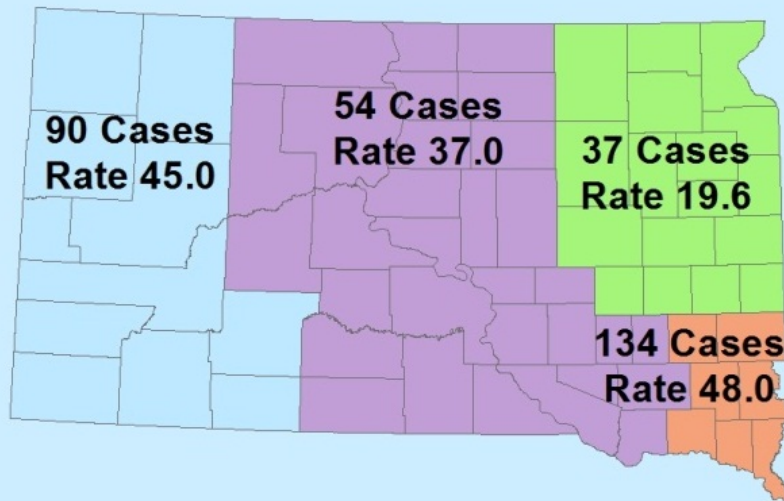 90 Cases
Rate 45.0
54 Cases
Rate 37.0
37 Cases
Rate 19.6
134 Cases
Rate 48.0